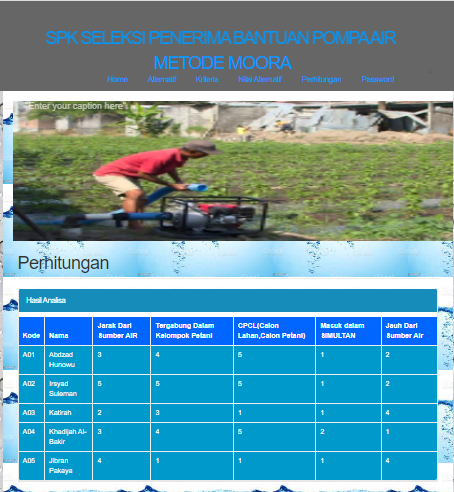 SPK SELEKSI PENERIMA BANTUAN POMPA AIR
METODE MOORA
Home Alternatif Kriteria Nilai Alternatif Perhitungan Password
"Enter your caption here"
Perhitungan
Hasil Analisa
Kode Nama Jarak Dari Sumber AIR Tergabung Dalam Kelompok Petani CPCL(Calon Lahan,Calon Petani) Masuk dalam SIMULTAN Jauh Dari Sumber Air
A01 Abdzad Hunowu 3 4 5 1 2
A02 Irsyad Suleman 5 5 5 1 2
A03 Katirah 2 3 1 1 4
A04 Khadijah Al-Bakir 3 4 5 2 1
A05 Jibran Pakaya 4 1 1 1 4